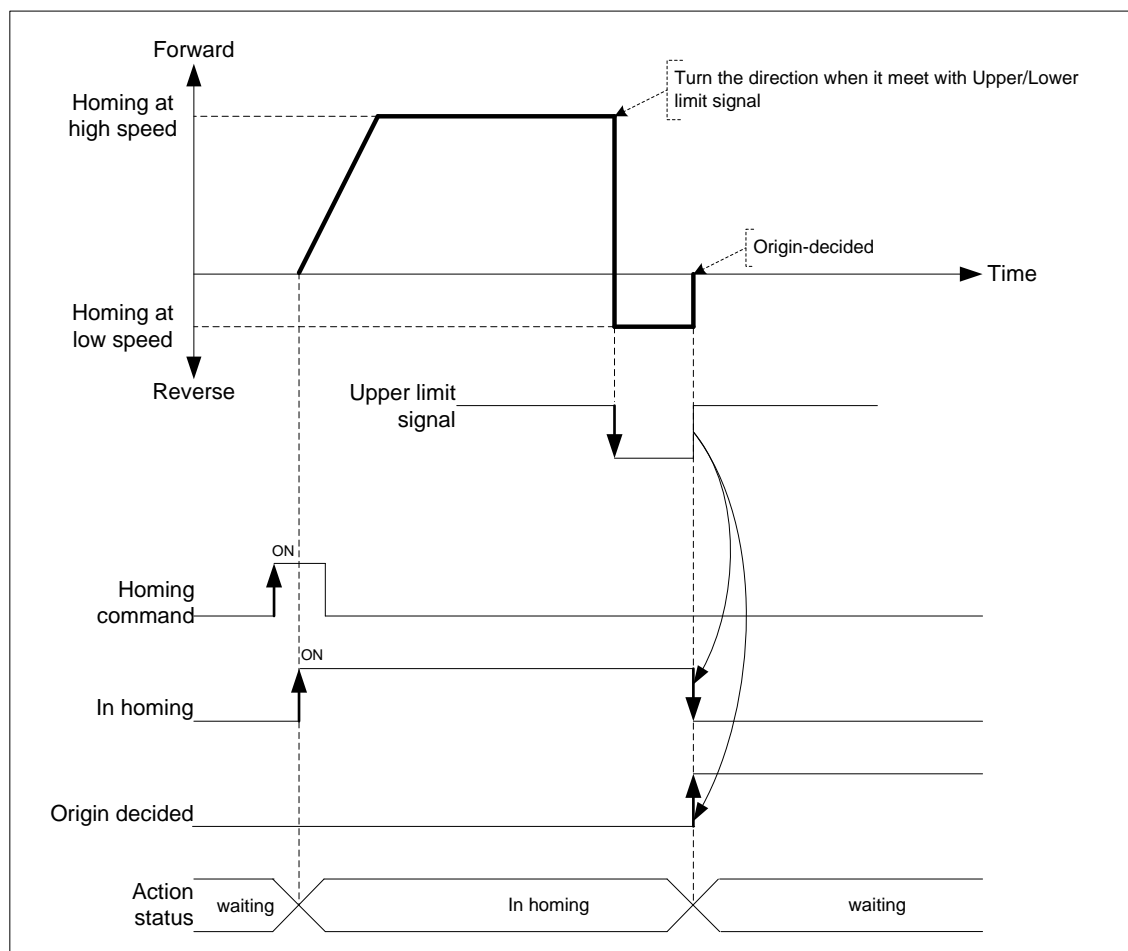 Forward
Homing at
high speed
Turn the direction when it meet with Upper/Lower
limit signal
Origin-decided
Time
Homing at
low speed
Reverse
Upper limit
signal
ON
Homing
command
ON
In homing
Origin decided
Action
status
waiting
In homing
waiting